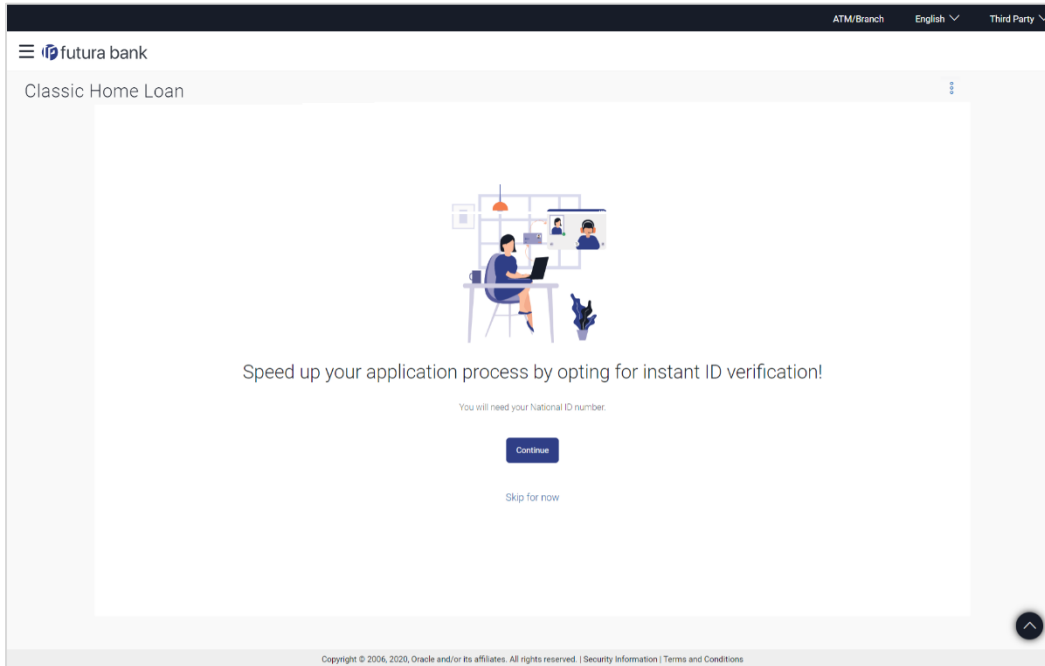 ATM/Branch English Third Party
futura bank
Classic Home Loan
Speed up your application process by opting for instant ID verification!
You will need your National ID number.
Continue
Skip for now
Copyright © 2006, 2020, Oracle and/or its affiliates. All rights reserved. | Security Information | Terms and Conditions